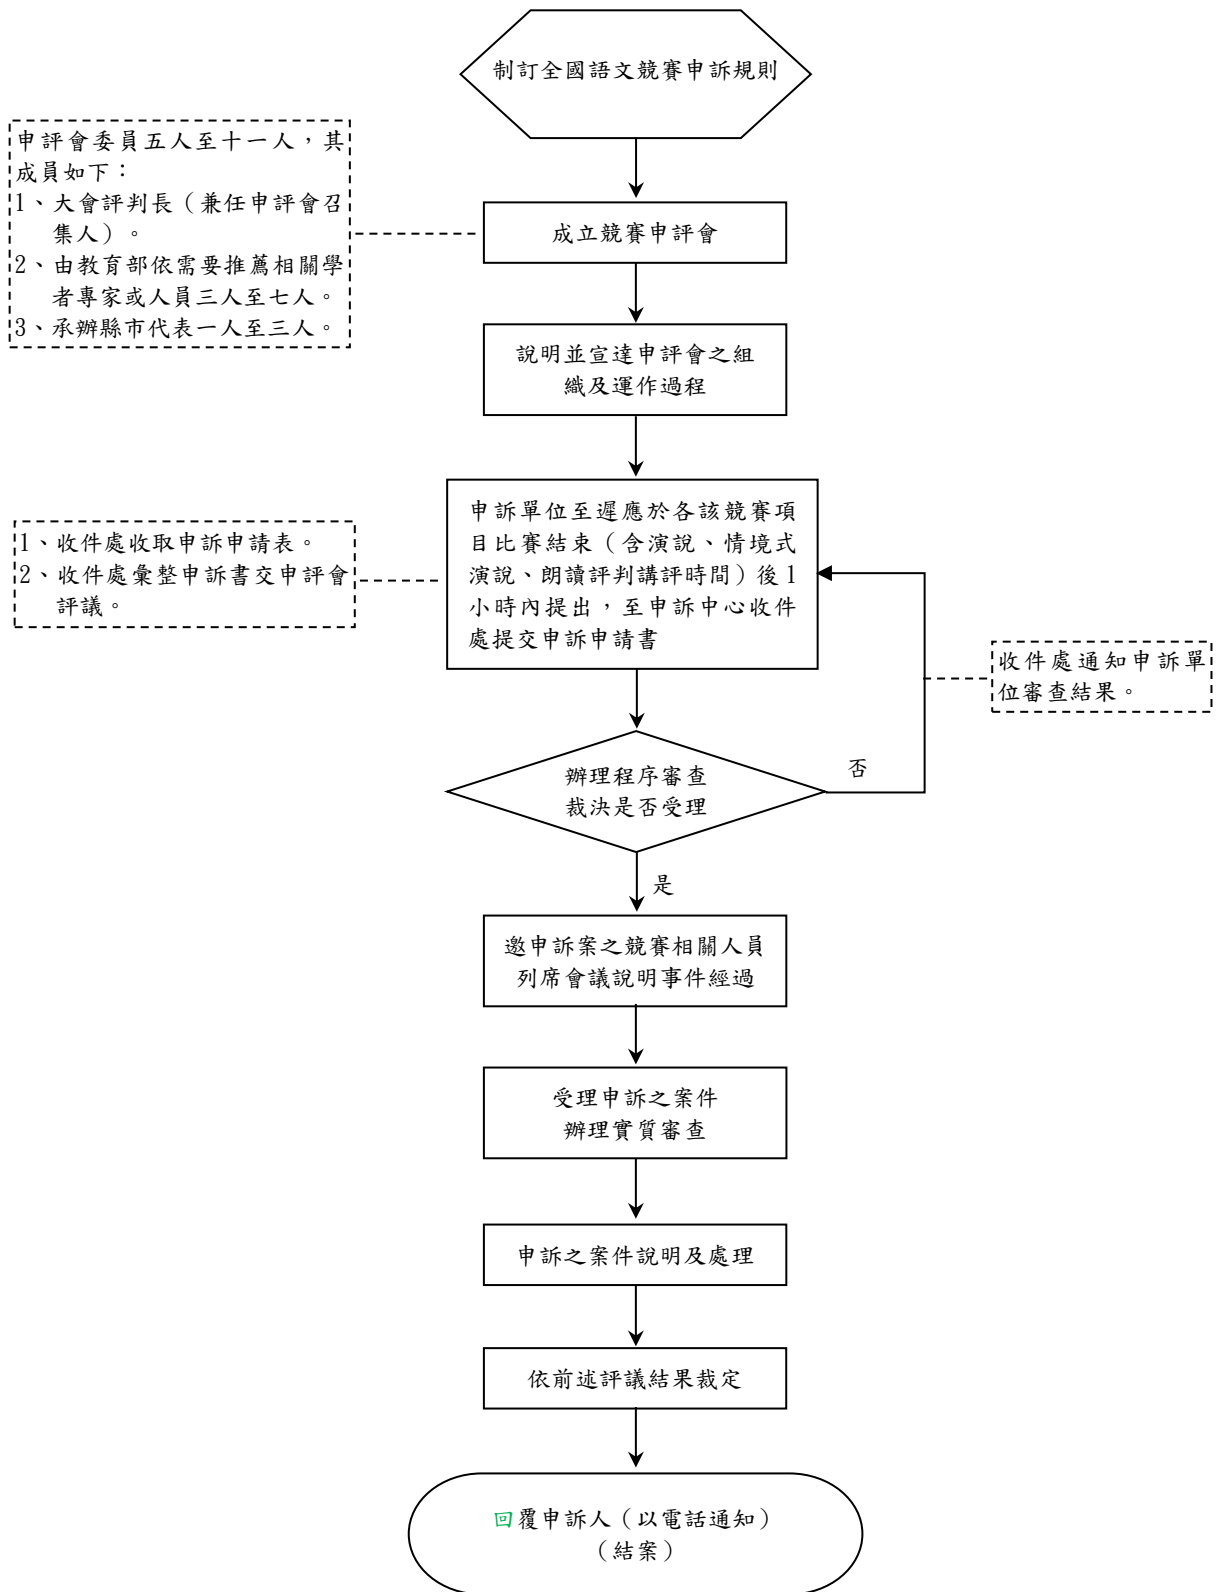 制訂全國語文競賽申訴規則
申評會委員五人至十一人，其
成員如下：
1、大會評判長（兼任申評會召
集人）。
2、由教育部依需要推薦相關學
者專家或人員三人至七人。
3、承辦縣市代表一人至三人。
成立競賽申評會
說明並宣達申評會之組
織及運作過程
申訴單位至遲應於各該競賽項
目比賽結束（含演說、情境式
演說、朗讀評判講評時間）後1
小時內提出，至申訴中心收件
處提交申訴申請書
1、收件處收取申訴申請表。
2、收件處彙整申訴書交申評會
評議。
收件處通知申訴單
位審查結果。
辦理程序審查
裁決是否受理
否
是
邀申訴案之競賽相關人員
列席會議說明事件經過
受理申訴之案件
辦理實質審查
申訴之案件說明及處理
依前述評議結果裁定
回覆申訴人（以電話通知）
（結案）